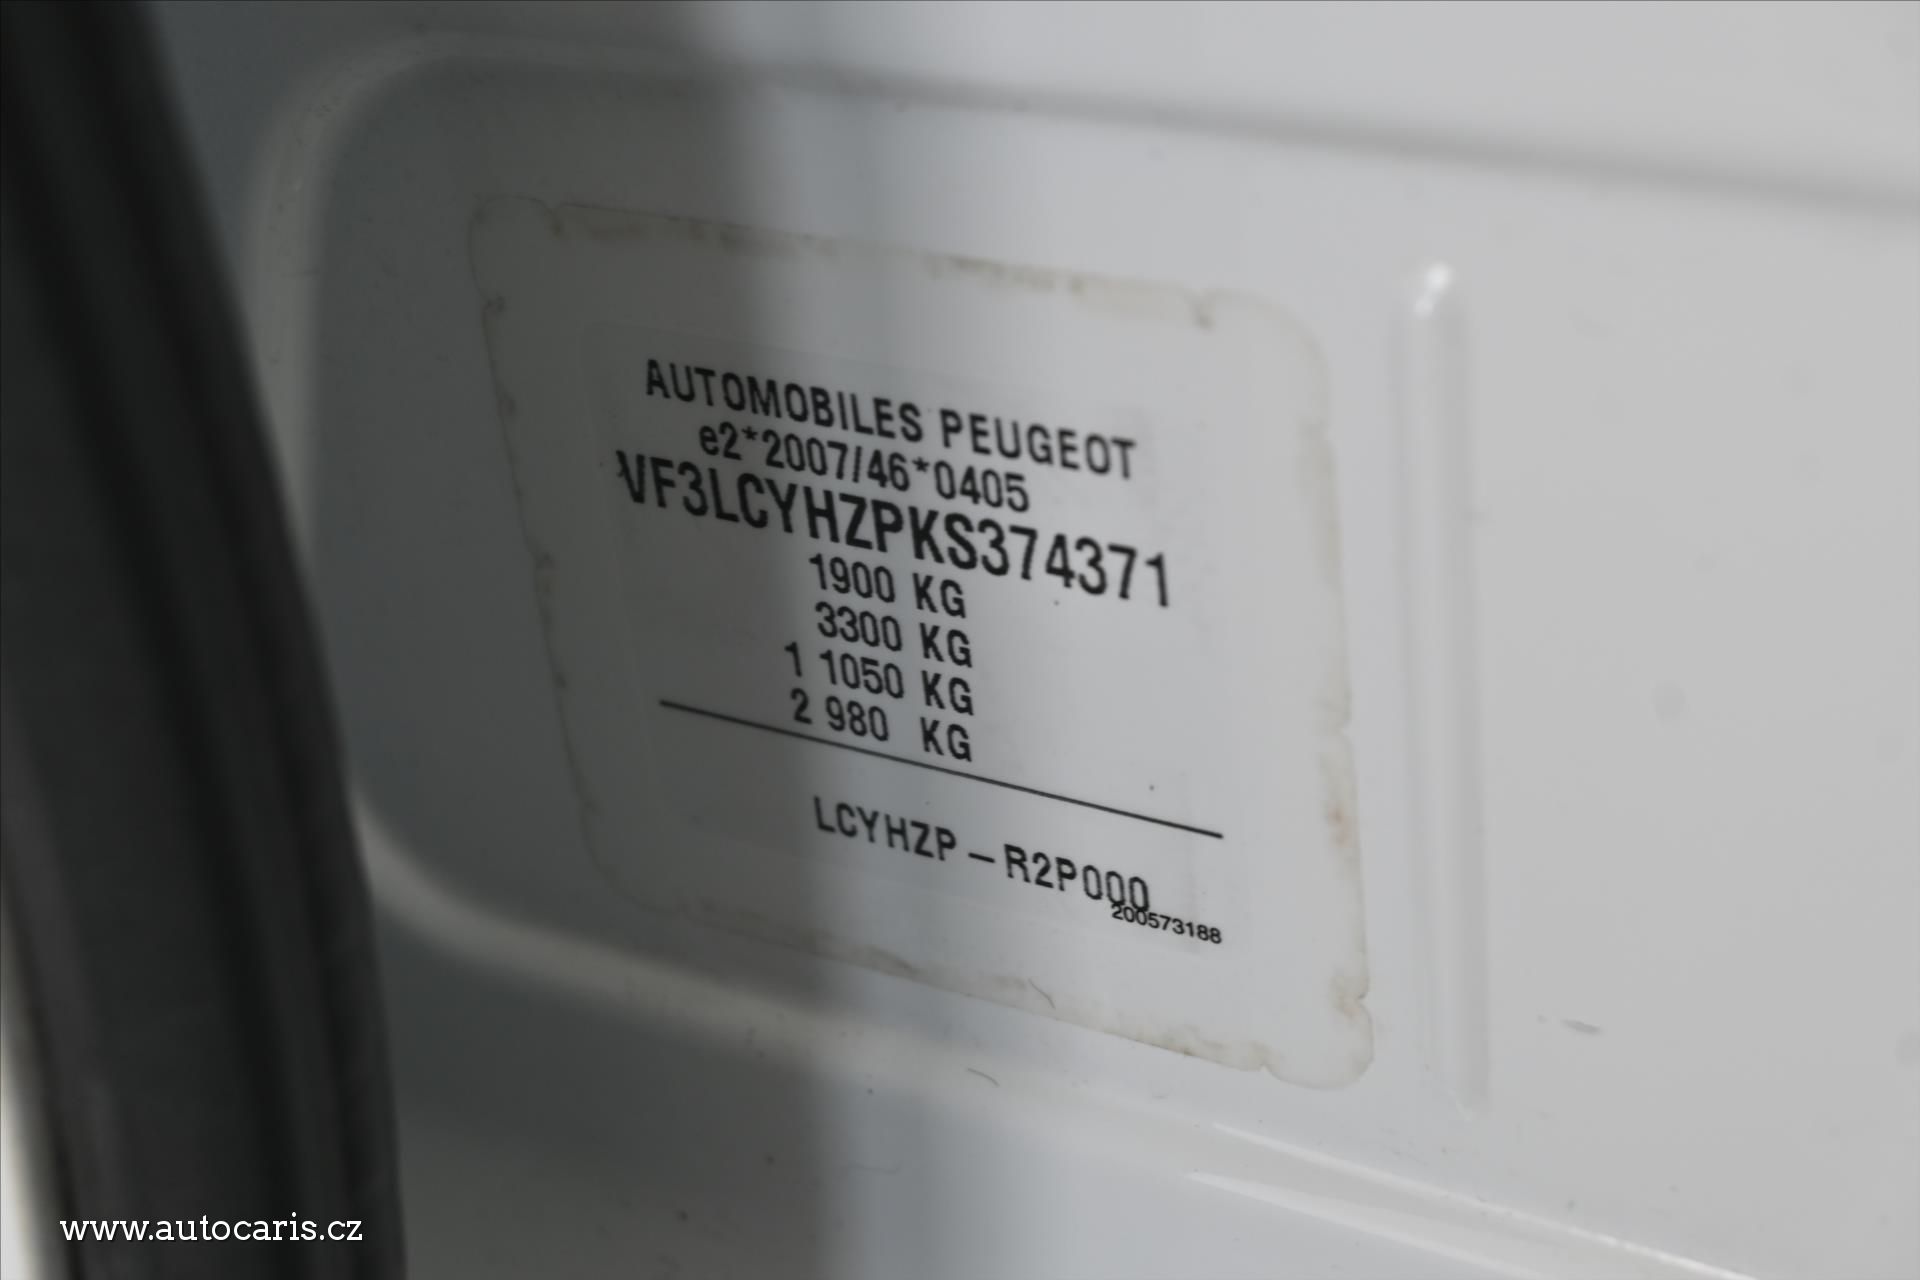 AUTOMOBILES PEUGEOT
e2*2007/46*0405
VF3LCYHZPKS374371
1900 KG
3300 KG
1 1050 KG
2 980 KG
LCYHZP – R2P000
200573188
www.autocaris.cz